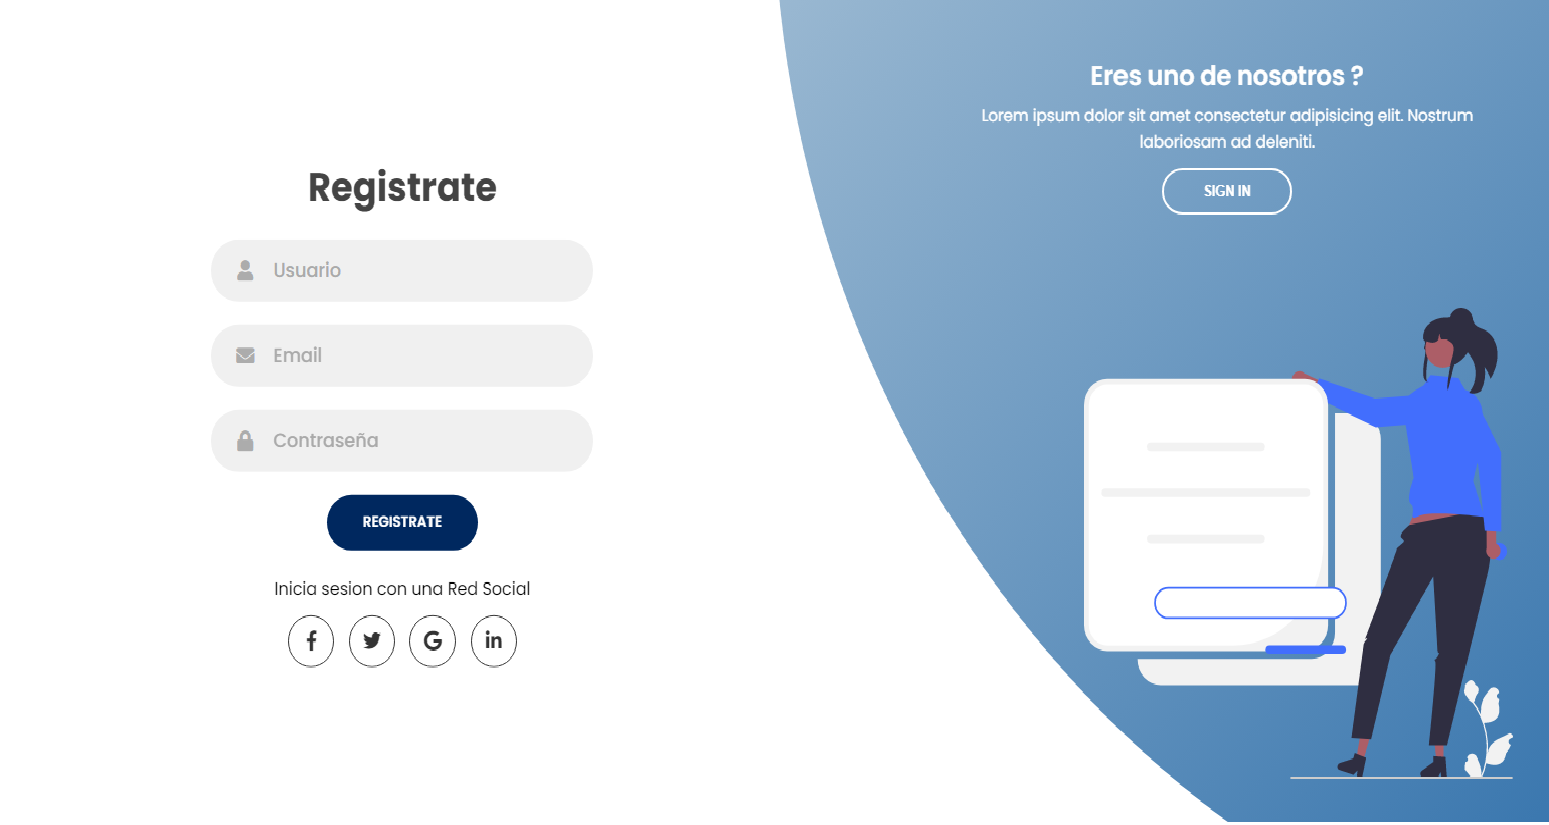 Registrate
Usuario
Email
Contraseña
REGISTRATE
Inicia sesion con una Red Social
Eres uno de nosotros ?
Lorem ipsum dolor sit amet consectetur adipisicing elit. Nostrum
laboriosam ad deleniti.
SIGN IN